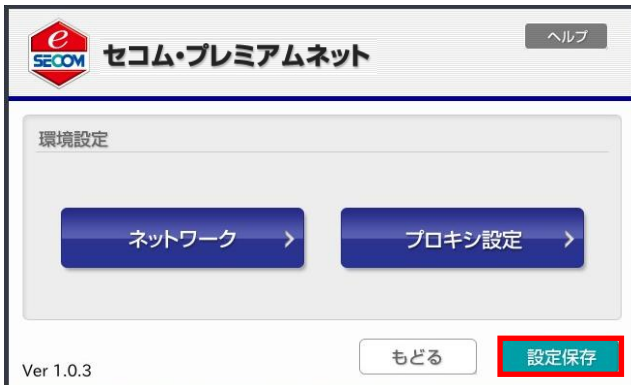 e
SECOM
セコム・プレミアムネット
ヘルプ
環境設定
ネットワーク
プロキシ設定
Ver 1.0.3
もどる
設定保存